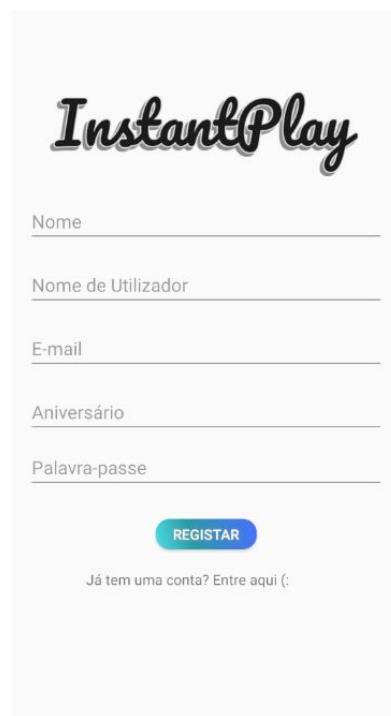 InstantPlay
Nome
Nome de Utilizador
E-mail
Aniversário
Palavra-passe
REGISTAR
Já tem uma conta? Entre aqui (: